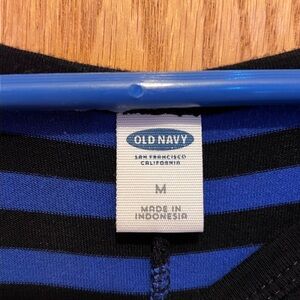 OLD NAVY
SAN FRANCISCO
CALIFORNIA
M
MADE IN
INDONESIA